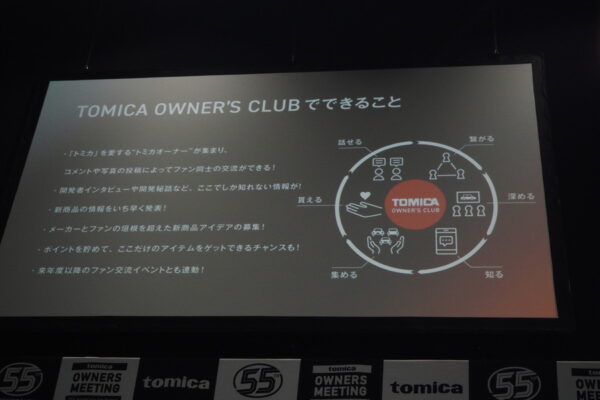 TOMICA OWNER'S CLUBでできること
・「トミカ」を愛する"トミカオーナー"が集まり、
コメントや写真の投稿によってファン同士の交流ができる！
・開発者インタビューや開発秘話など、ここでしか知れない情報が！
・新商品の情報をいち早く発表！
・メーカーとファンの垣根を超えた新商品アイデアの募集！
・ポイントを貯めて、ここだけのアイテムをゲットできるチャンスも！
・来年度以降のファン交流イベントとも連動！
話せる
繋がる
買える
深める
集める
知る
TOMICA
OWNER'S CLUB
55
tomica
OWNERS
MEETING
tomica
55
tomica
OWNERS
MEETING
tomica
55
tomica
OWNERS
MEETING